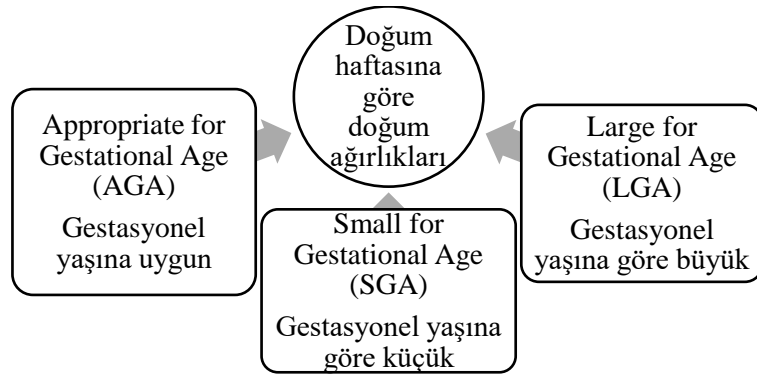 Doğum
haftasına
göre
doğum
ağırlıkları
Appropriate for
Gestational Age
(AGA)
Gestasyonel
yaşına uygun
Small for
Gestational Age
(SGA)
Gestasyonel yaşına
göre küçük
Large for
Gestational Age
(LGA)
Gestasyonel
yaşına göre büyük